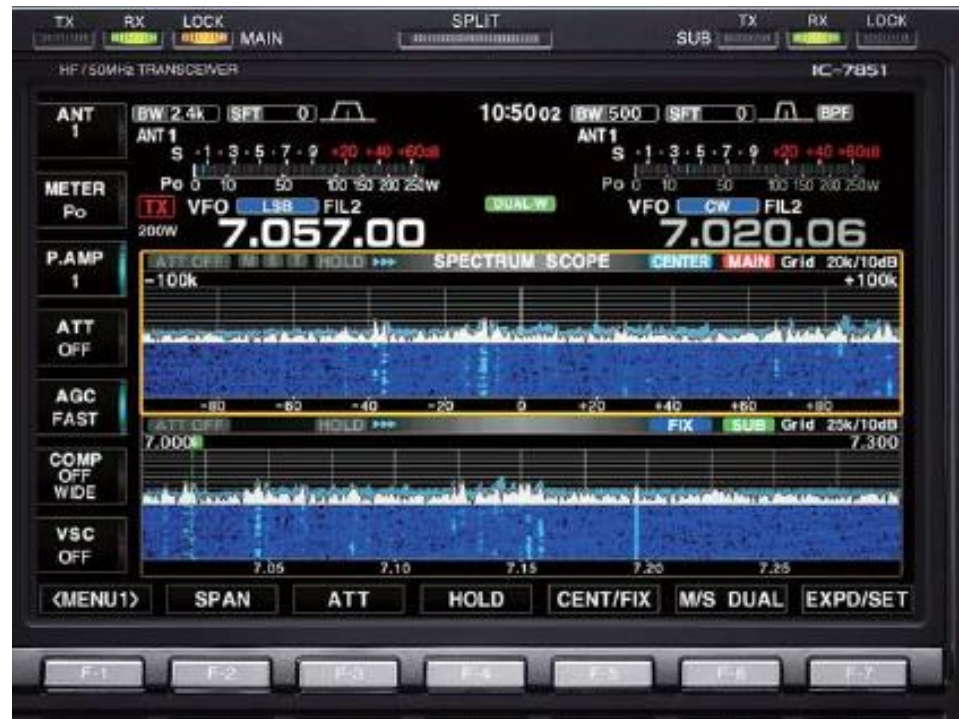 TX RX LOCK SPLIT TX RX LOCK
MAIN SUB
HF/50MHz TRANSCEIVER IC-7851
ANT
1
METER
Po
P.AMP
1
ATT
OFF
AGC
FAST
COMP
OFF
WIDE
VSC
OFF
BW 2.4k SFT 0 10:50 02 BW 500 SFT 0 BPF
ANT 1 ANT 1
S ·1·3·5·7·9 +20 +40 +60dB S ·1·3·5·7·9 +20 +40 +60dB
Po 0 10 50 100 150 200 250W Po 0 10 50 100 150 200 250W
TX VFO LSB FIL2 DUAL-W VFO CW FIL2
200W 7.057.00 7.020.06
ATT OFF M S T HOLD SPECTRUM SCOPE CENTER MAIN Grid 20k/10dB
-100k +100k
-80 -60 -40 -20 0 +20 +40 +60 +80
ATT OFF HOLD FIX SUB Grid 25k/10dB
7.000 7.300
7.05 7.10 7.15 7.20 7.25
<MENU1> SPAN ATT HOLD CENT/FIX M/S DUAL EXPD/SET
F-1 F-2 F-3 F-4 F-5 F-6 F-7